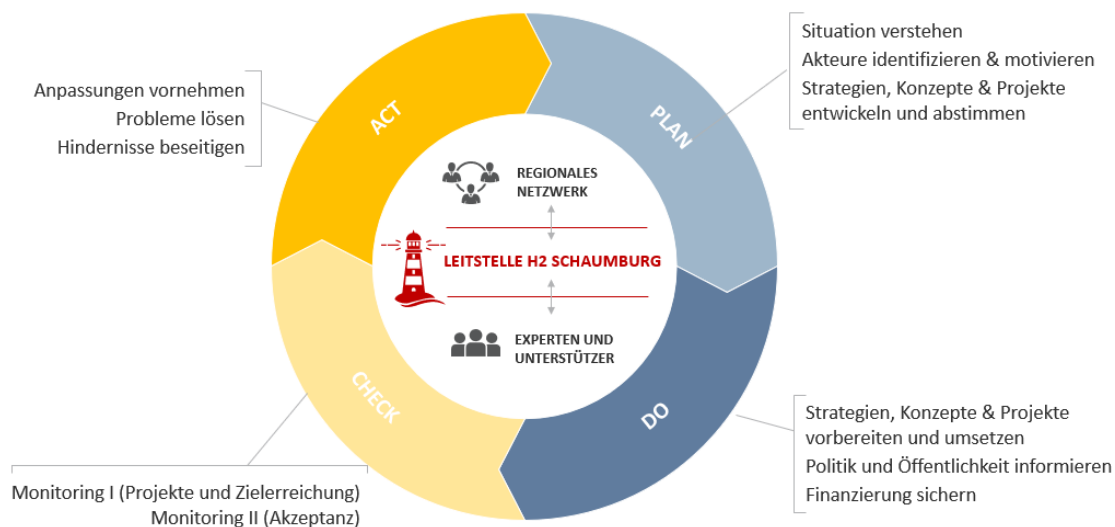 Situation verstehen
Akteure identifizieren & motivieren
Strategien, Konzepte & Projekte
entwickeln und abstimmen
Anpassungen vornehmen
Probleme lösen
Hindernisse beseitigen
ACT
PLAN
REGIONALES
NETZWERK
LEITSTELLE H2 SCHAUMBURG
EXPERTEN UND
UNTERSTÜTZER
CHECK
DO
Strategien, Konzepte & Projekte
vorbereiten und umsetzen
Politik und Öffentlichkeit informieren
Finanzierung sichern
Monitoring I (Projekte und Zielerreichung)
Monitoring II (Akzeptanz)